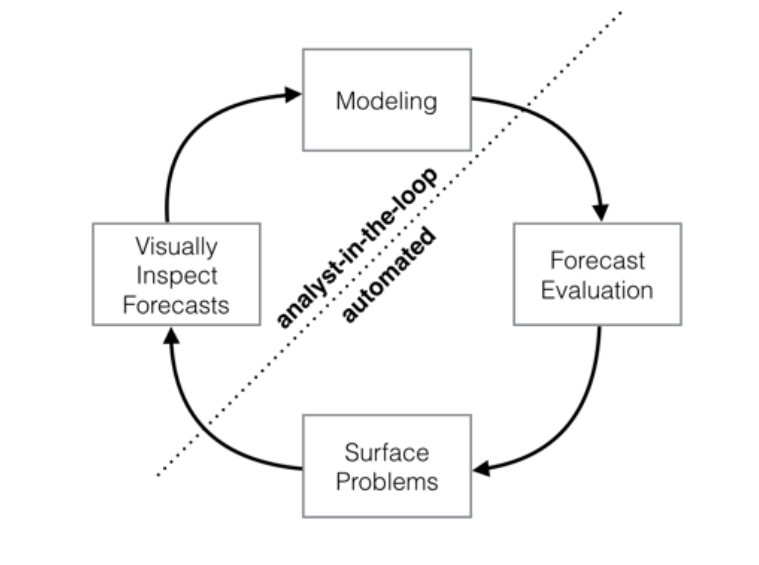 Modeling
analyst-in-the-loop
automated
Visually
Inspect
Forecasts
Forecast
Evaluation
Surface
Problems